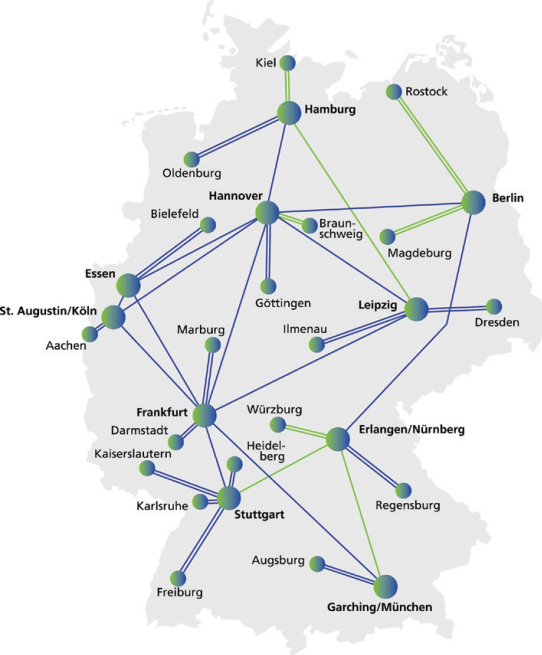 Kiel
Rostock
Hamburg
Oldenburg
Hannover
Berlin
Bielefeld
Braun-
schweig
Magdeburg
Essen
Göttingen
Leipzig
St. Augustin/Köln
Dresden
Marburg
Ilmenau
Aachen
Frankfurt
Würzburg
Darmstadt
Erlangen/Nürnberg
Kaiserslautern
Heidel-
berg
Karlsruhe
Regensburg
Stuttgart
Augsburg
Freiburg
Garching/München